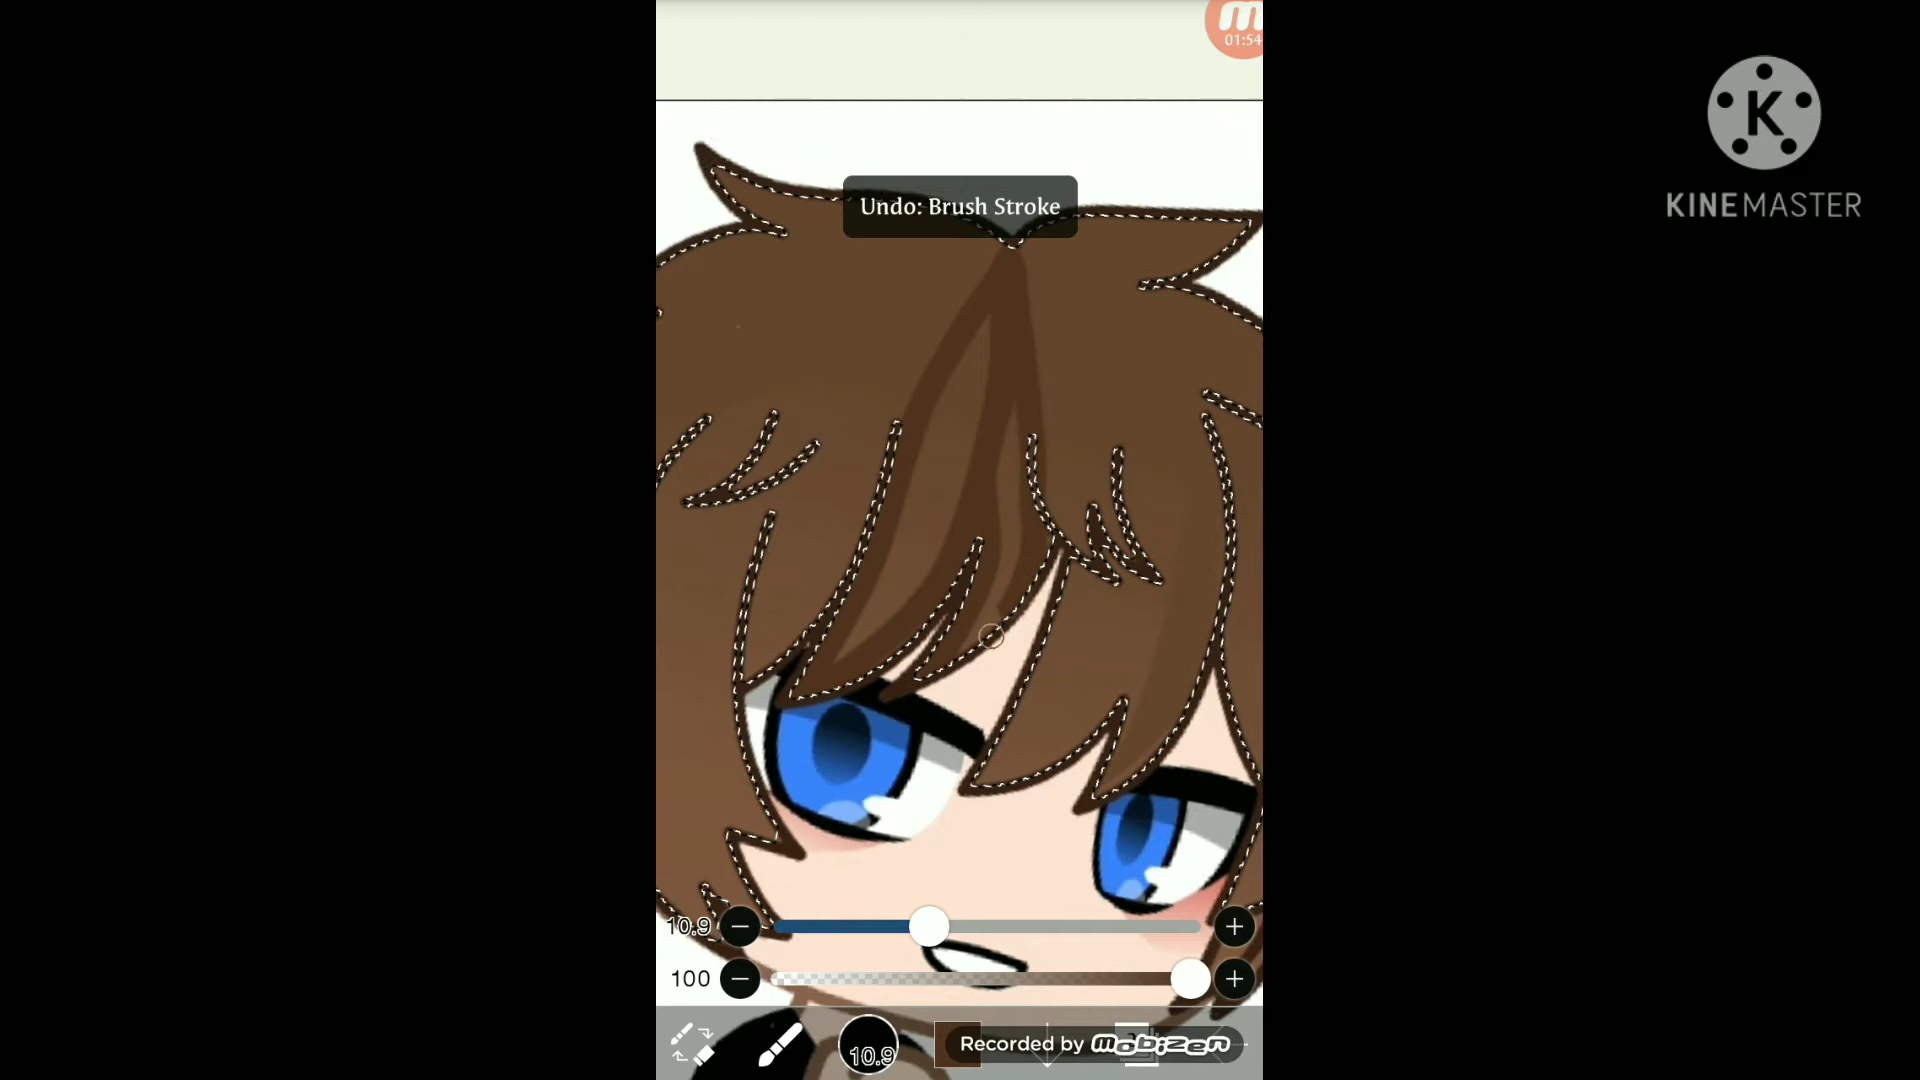 m
01:54
K
KINEMASTER
Undo: Brush Stroke
10.9
100
10.9
Recorded by mobizen